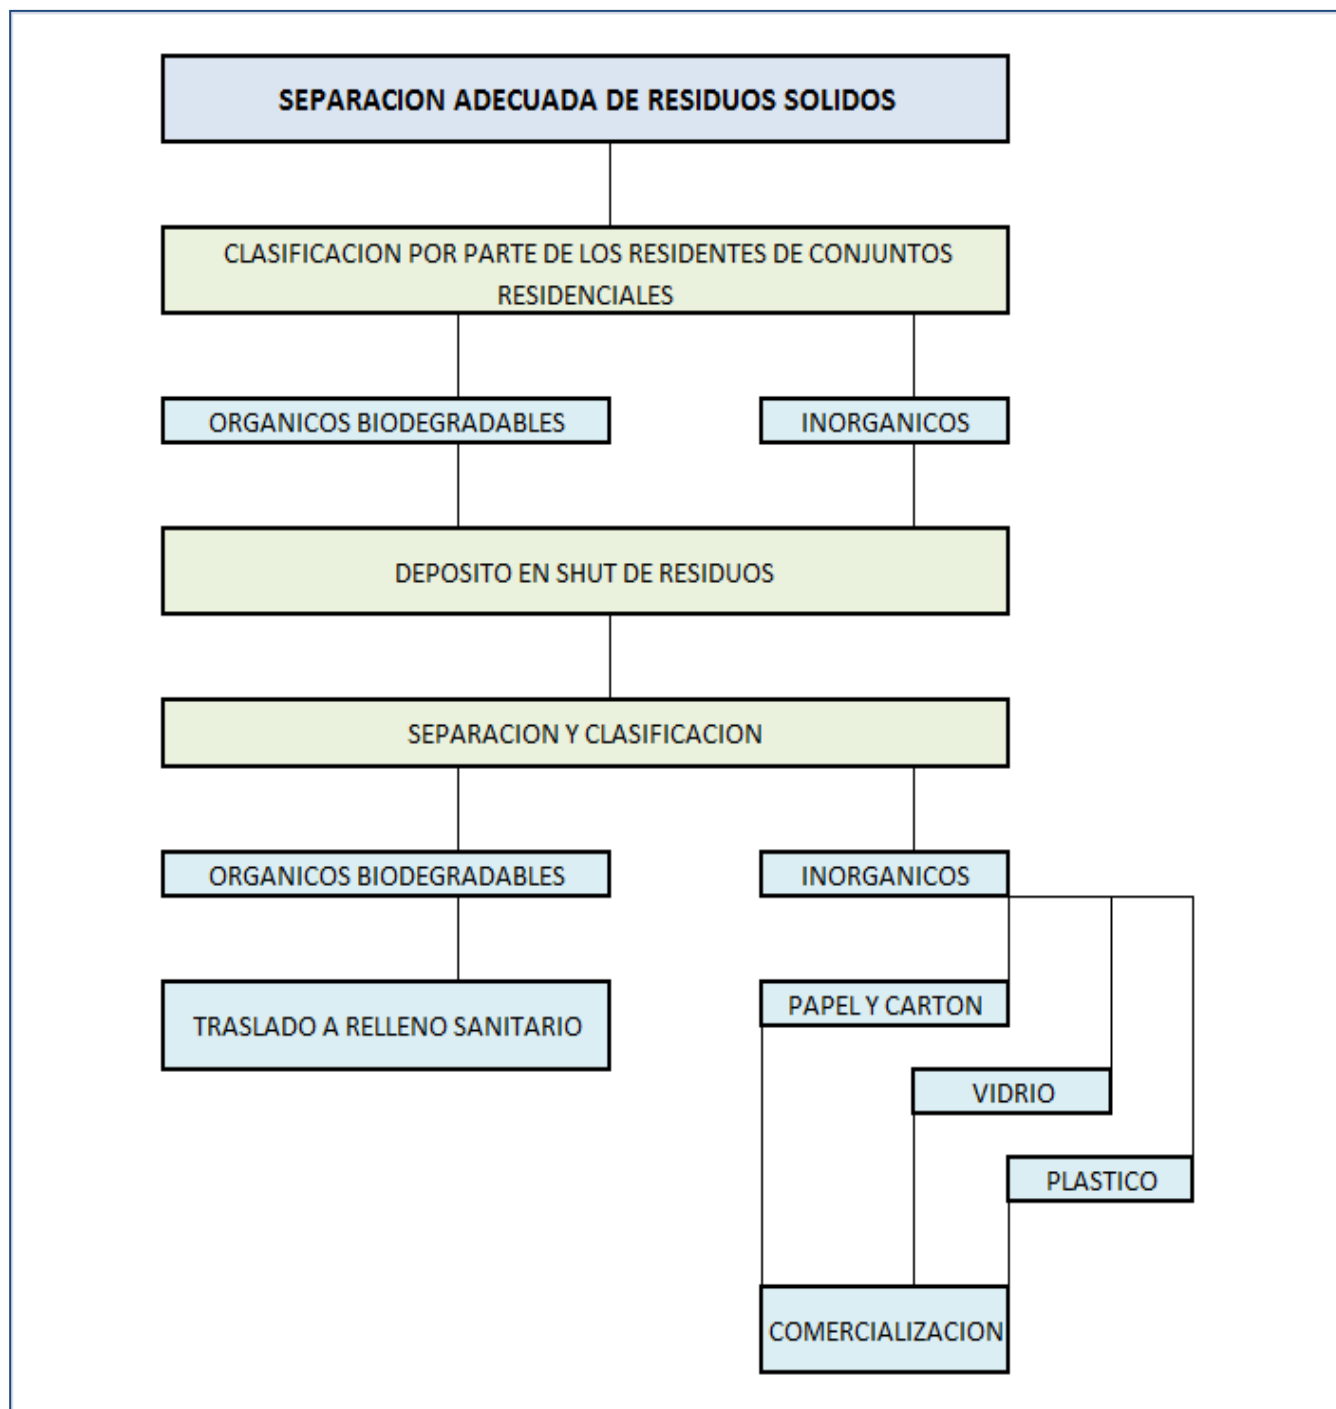 SEPARACION ADECUADA DE RESIDUOS SOLIDOS
CLASIFICACION POR PARTE DE LOS RESIDENTES DE CONJUNTOS
RESIDENCIALES
ORGANICOS BIODEGRADABLES
INORGANICOS
DEPOSITO EN SHUT DE RESIDUOS
SEPARACION Y CLASIFICACION
ORGANICOS BIODEGRADABLES
INORGANICOS
TRASLADO A RELLENO SANITARIO
PAPEL Y CARTON
VIDRIO
PLASTICO
COMERCIALIZACION